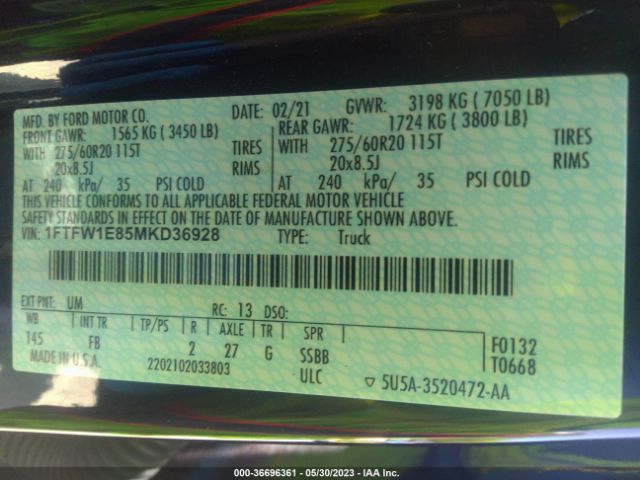 MFD. BY FORD MOTOR CO. DATE: 02/21 GVWR: 3198 KG ( 7050 LB)
FRONT GAWR: 1565 KG ( 3450 LB) REAR GAWR: 1724 KG ( 3800 LB)
WITH 275/60R20 115T TIRES WITH 275/60R20 115T TIRES
20x8.5J RIMS 20x8.5J RIMS
AT 240 kPa/ 35 PSI COLD AT 240 kPa/ 35 PSI COLD
THIS VEHICLE CONFORMS TO ALL APPLICABLE FEDERAL MOTOR VEHICLE
SAFETY STANDARDS IN EFFECT ON THE DATE OF MANUFACTURE SHOWN ABOVE.
VIN: 1FTFW1E85MKD36928 TYPE: Truck
EXT PNT: UM RC: 13 DSO:
WB INT TR TP/PS R AXLE TR SPR F0132
145 FB 2 27 G SSBB T0668
MADE IN U.S.A. 2202102033803 ULC ▽ 5U5A-3520472-AA
000-36696361 - 05/30/2023 - IAA Inc.